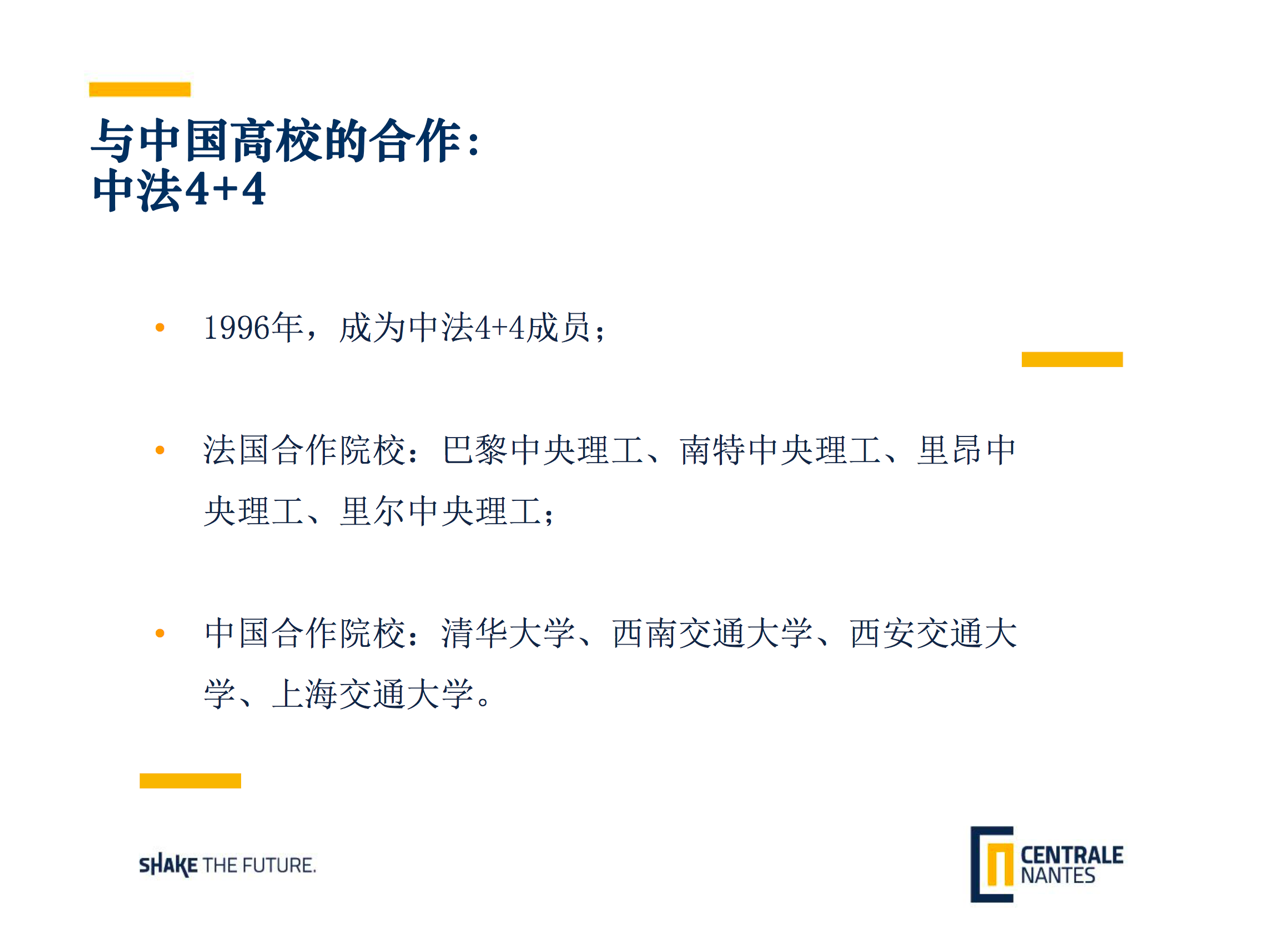 与中国高校的合作：
中法4+4
• 1996年，成为中法4+4成员；
• 法国合作院校：巴黎中央理工、南特中央理工、里昂中
央理工、里尔中央理工；
• 中国合作院校：清华大学、西南交通大学、西安交通大
学、上海交通大学。
SHAKE THE FUTURE.
CENTRALE
NANTES